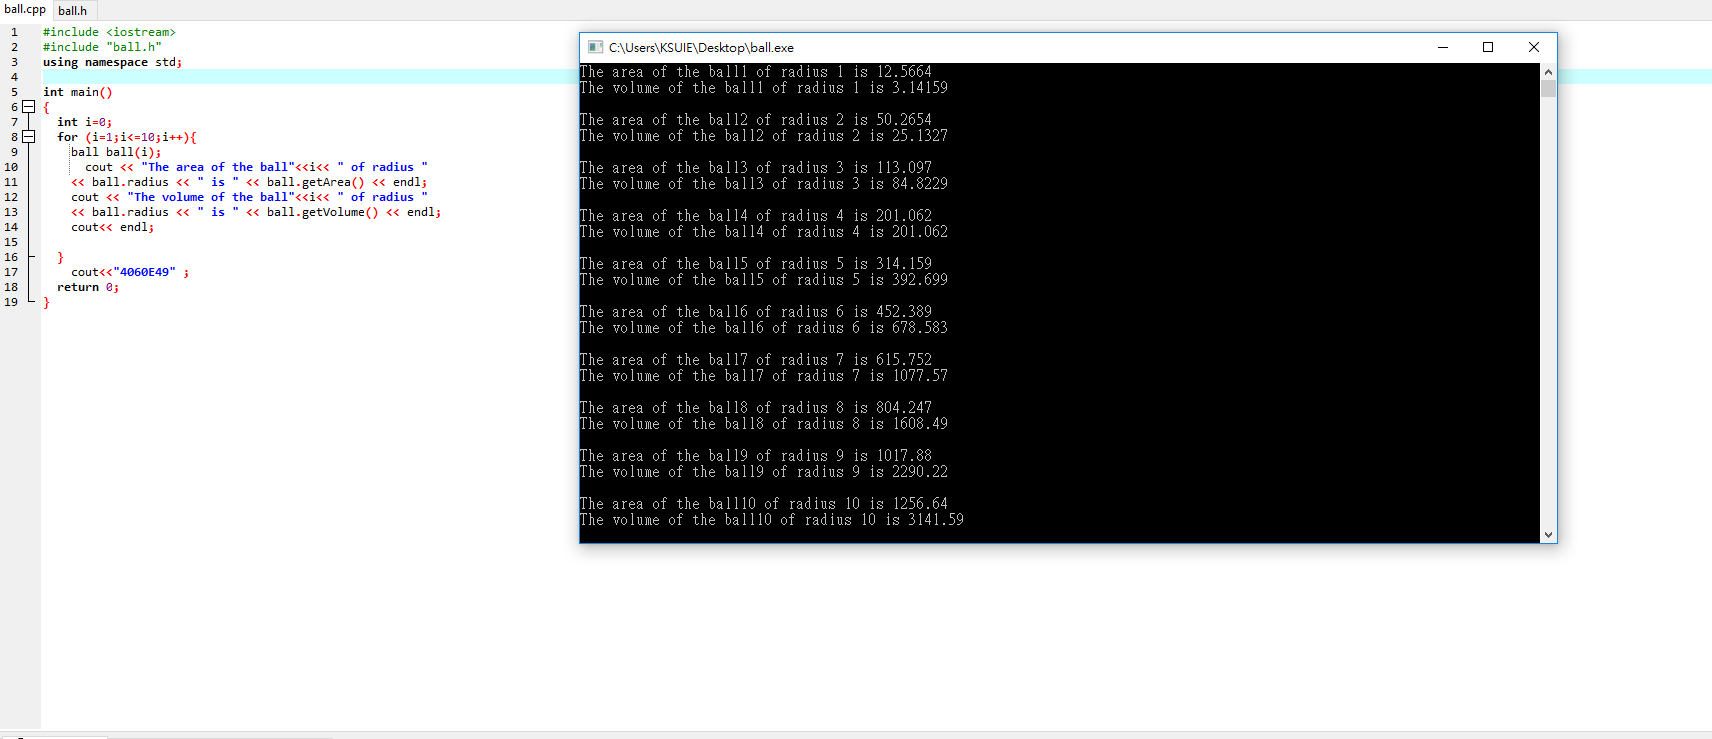 ball.cpp ball.h
1 #include <iostream>
2 #include "ball.h"
3 using namespace std;
4
5 int main()
6 {
7 int i=0;
8 for (i=1;i<=10;i++){
9 ball ball(i);
10 cout << "The area of the ball"<<i<< " of radius "
11 << ball.radius << " is " << ball.getArea() << endl;
12 cout << "The volume of the ball"<<i<< " of radius "
13 << ball.radius << " is " << ball.getVolume() << endl;
14 cout<< endl;
15
16 }
17 cout<<"4060E49" ;
18 return 0;
19 }
C:\Users\KSUIE\Desktop\ball.exe
The area of the ball1 of radius 1 is 12.5664
The volume of the ball1 of radius 1 is 3.14159
The area of the ball2 of radius 2 is 50.2654
The volume of the ball2 of radius 2 is 25.1327
The area of the ball3 of radius 3 is 113.097
The volume of the ball3 of radius 3 is 84.8229
The area of the ball4 of radius 4 is 201.062
The volume of the ball4 of radius 4 is 201.062
The area of the ball5 of radius 5 is 314.159
The volume of the ball5 of radius 5 is 392.699
The area of the ball6 of radius 6 is 452.389
The volume of the ball6 of radius 6 is 678.583
The area of the ball7 of radius 7 is 615.752
The volume of the ball7 of radius 7 is 1077.57
The area of the ball8 of radius 8 is 804.247
The volume of the ball8 of radius 8 is 1608.49
The area of the ball9 of radius 9 is 1017.88
The volume of the ball9 of radius 9 is 2290.22
The area of the ball10 of radius 10 is 1256.64
The volume of the ball10 of radius 10 is 3141.59